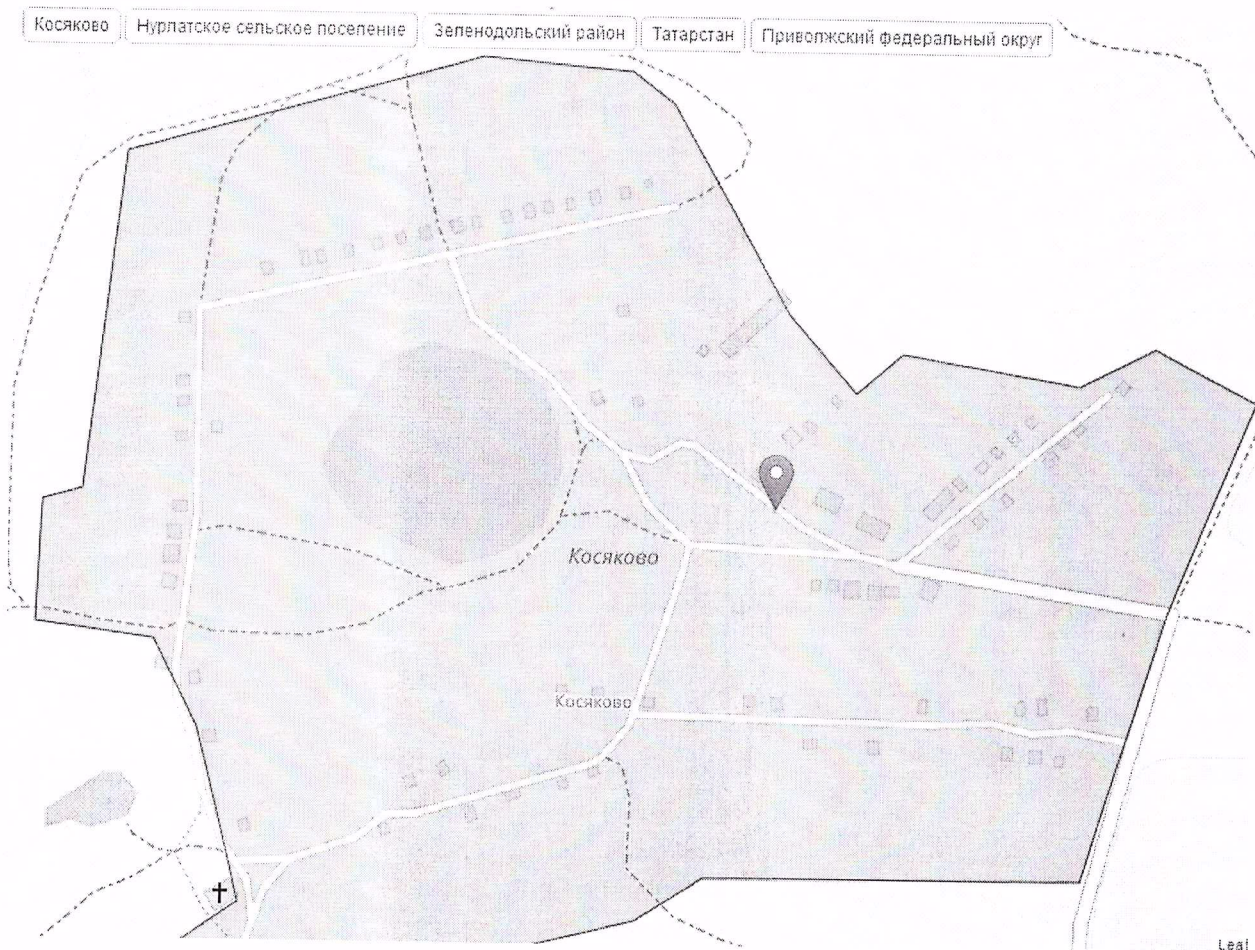 Косяково Нурлатское сельское поселение Зеленодольский район Татарстан Приволжский федеральный округ
Косяково
Косяково
Leaf